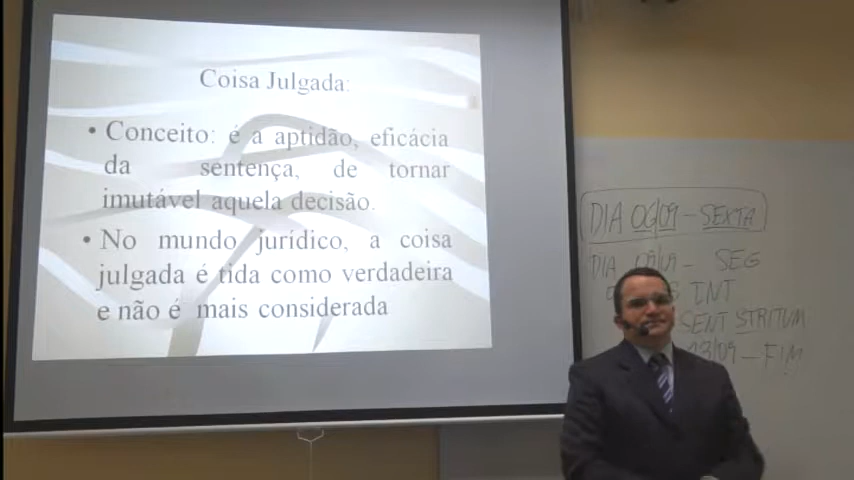 Coisa Julgada:
• Conceito: é a aptidão, eficácia
da sentença, de tornar
imutável aquela decisão.
• No mundo jurídico, a coisa
julgada é tida como verdadeira
e não é mais considerada
DIA 06/09 - SEXTA
DIA 09/09 - SEG
INT
SENT STRITUM
13/09 - FIM